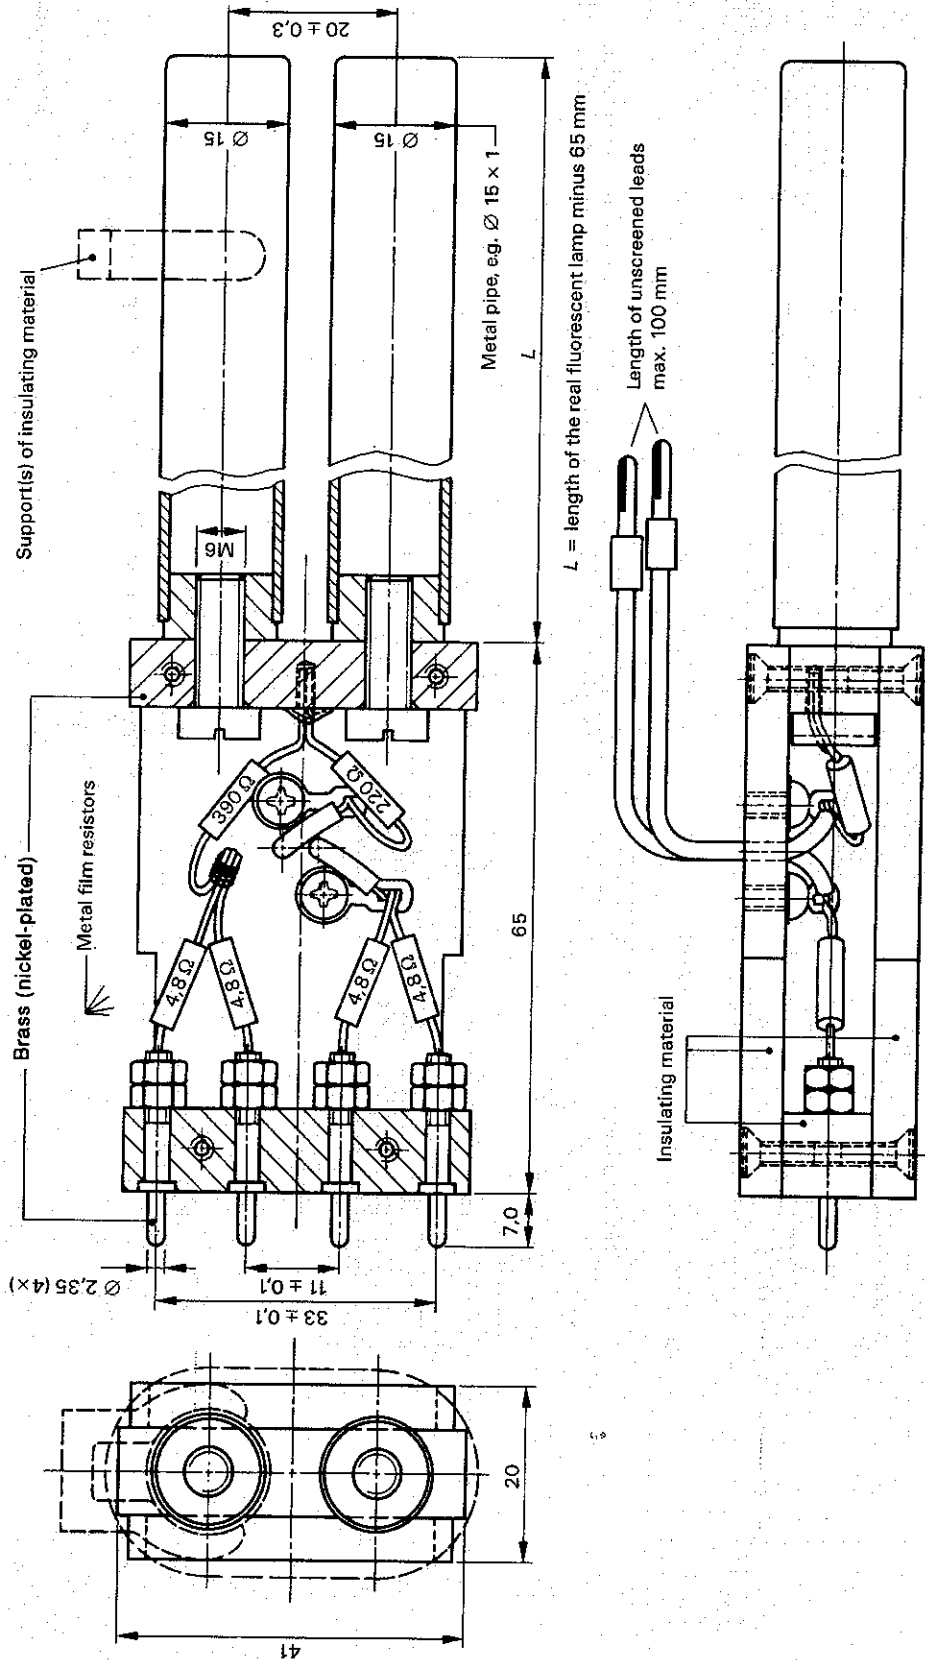 20 ± 0,3
Ø 15
Ø 15
Support(s) of insulating material
Metal pipe, e.g. Ø 15 × 1
L
L = length of the real fluorescent lamp minus 65 mm
Length of unscreened leads
max. 100 mm
M6
Brass (nickel-plated)
Metal film resistors
390 Ω
220 Ω
4,8 Ω
4,8 Ω
4,8 Ω
4,8 Ω
65
7,0
Ø 2,35 (4×)
11 ± 0,1
33 ± 0,1
Insulating material
20
41